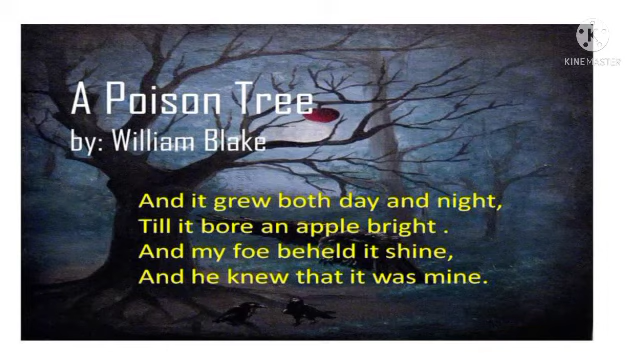 KINEMASTER
A Poison Tree
by: William Blake
And it grew both day and night,
Till it bore an apple bright .
And my foe beheld it shine,
And he knew that it was mine.